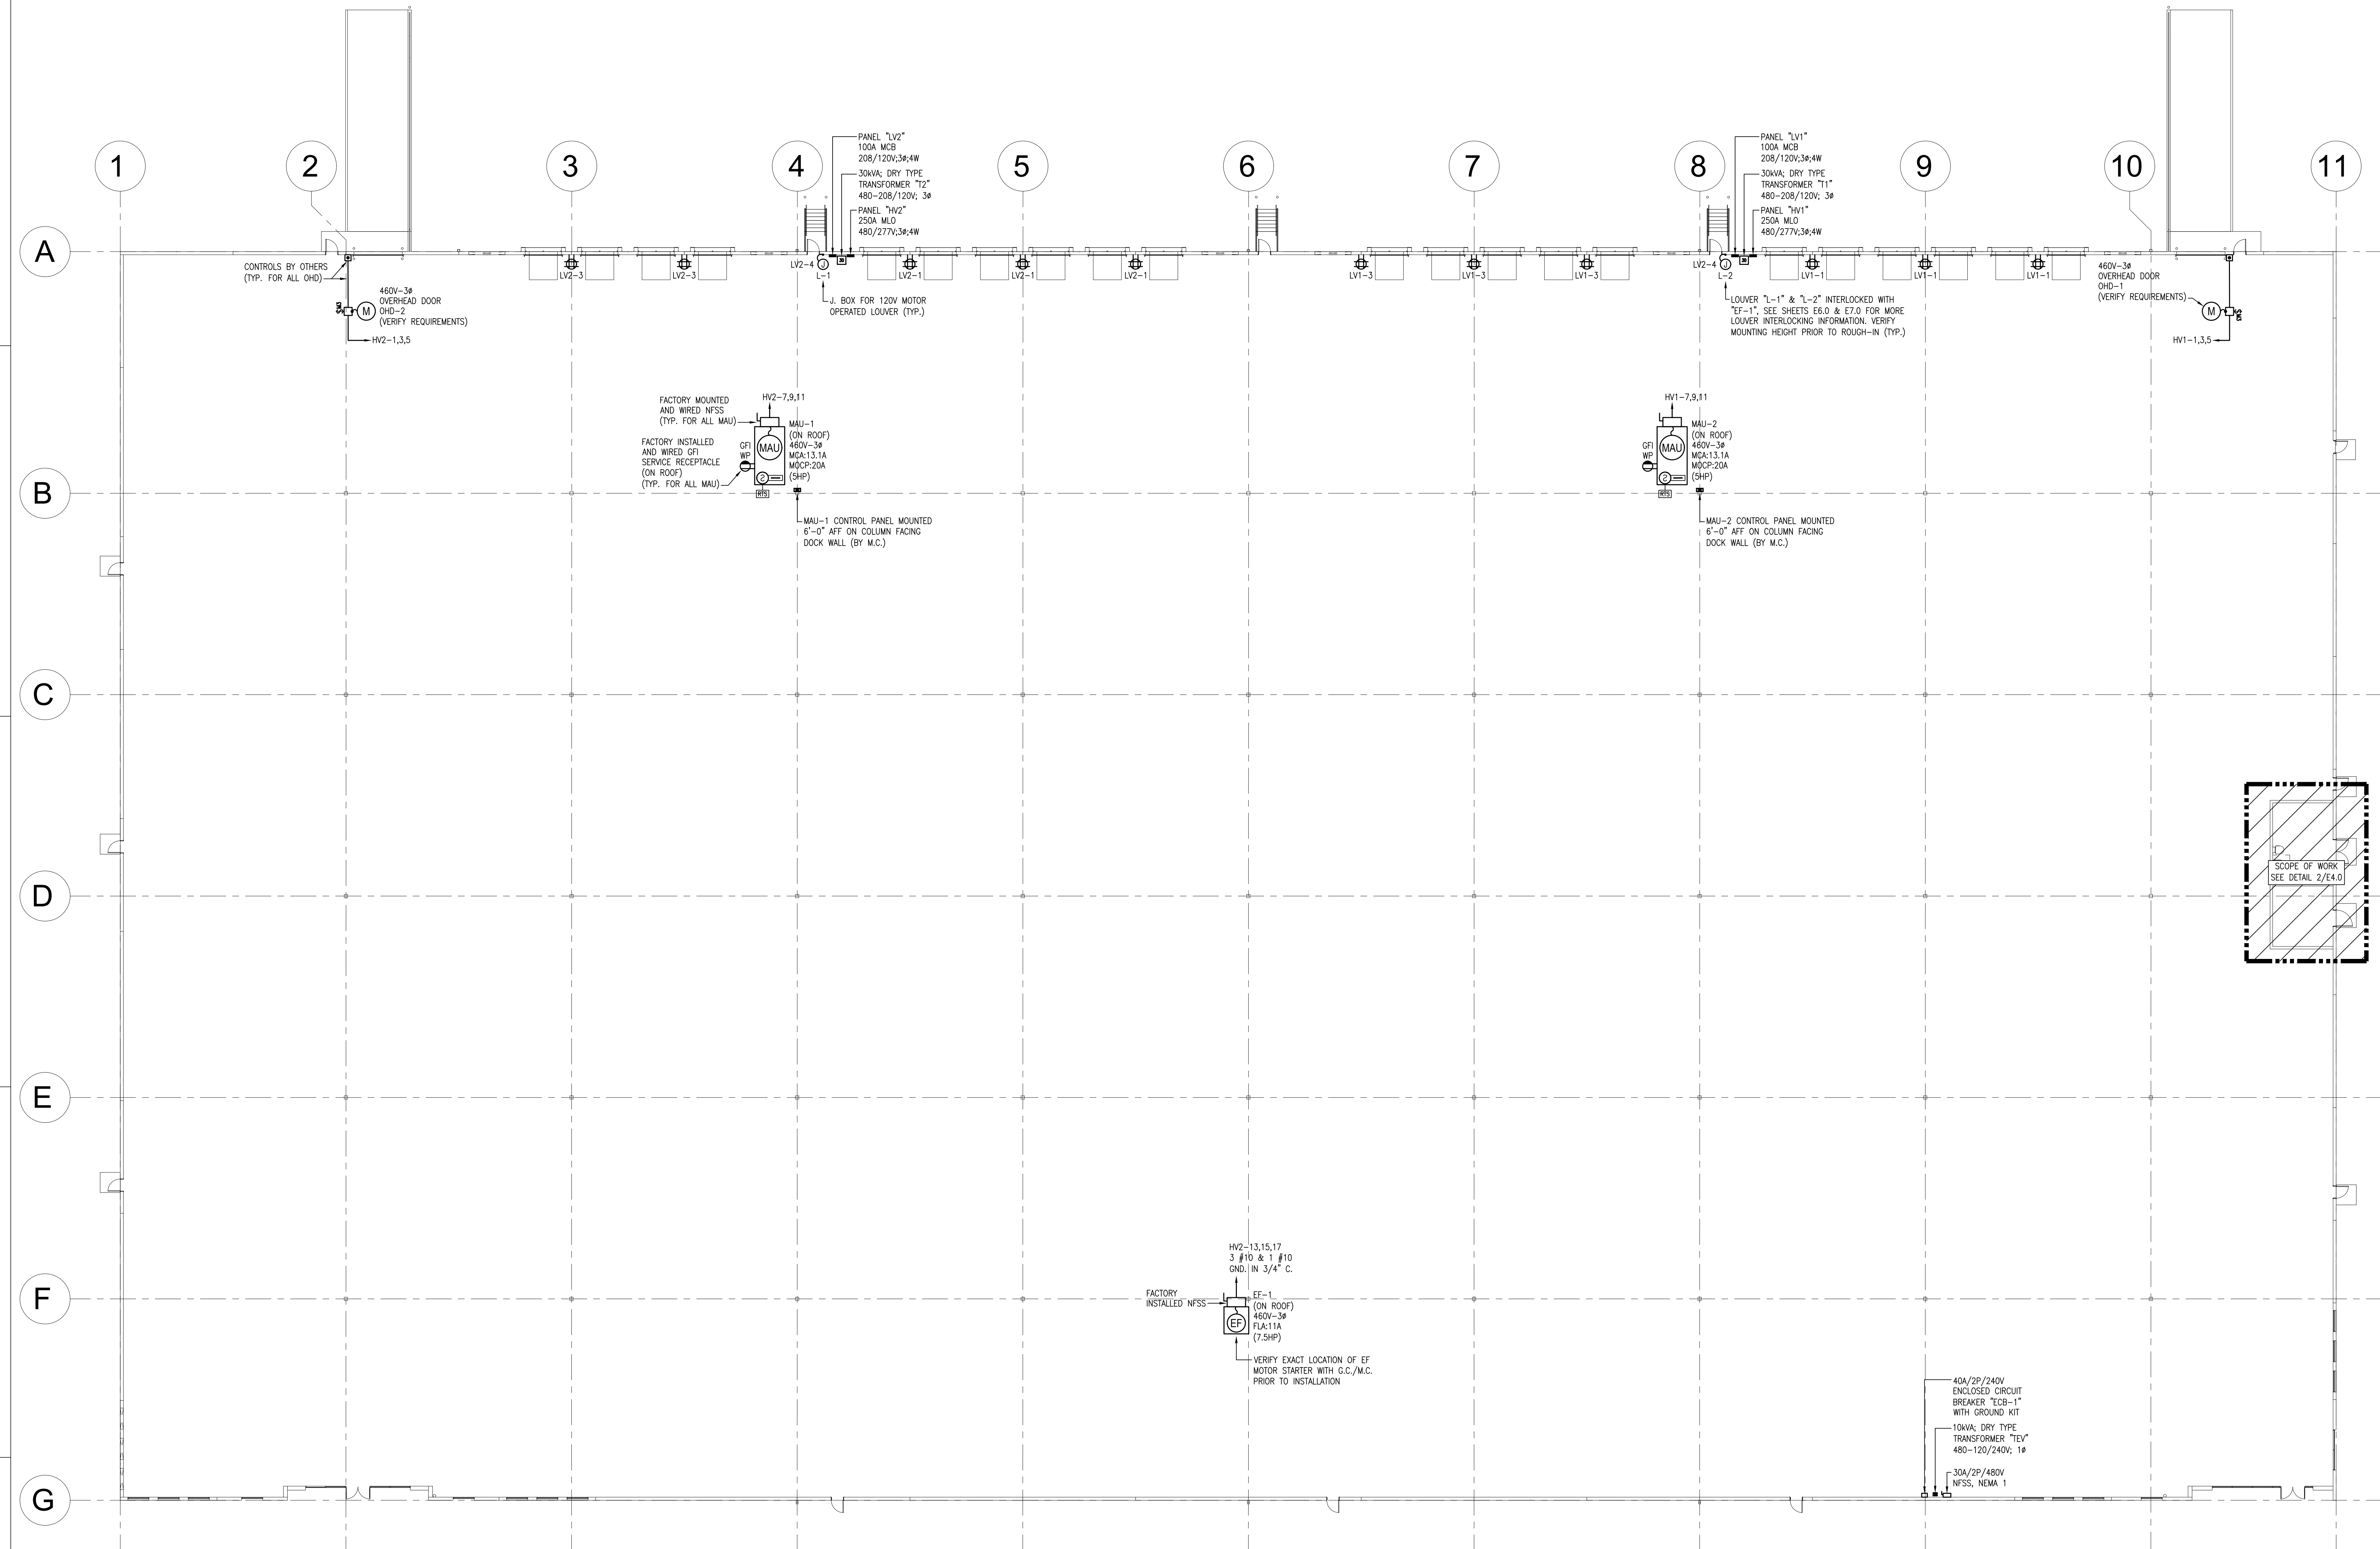 PANEL "LV2"
100A MCB
208/120V;3ø;4W
30kVA; DRY TYPE
TRANSFORMER "T2"
480-208/120V; 3ø
PANEL "HV2"
250A MLO
480/277V;3ø;4W
PANEL "LV1"
100A MCB
208/120V;3ø;4W
30kVA; DRY TYPE
TRANSFORMER "T1"
480-208/120V; 3ø
PANEL "HV1"
250A MLO
480/277V;3ø;4W
1
2
3
4
5
6
7
8
9
10
11
A
CONTROLS BY OTHERS
(TYP. FOR ALL OHD)
460V-3ø
OVERHEAD DOOR
OHD-2
(VERIFY REQUIREMENTS)
M
HV2-1,3,5
LV2-3
LV2-3
LV2-4
J
L-1
30
J. BOX FOR 120V MOTOR
OPERATED LOUVER (TYP.)
LV2-1
LV2-1
LV2-1
LV1-3
LV1-3
LV1-3
LV2-4
J
L-2
30
LOUVER "L-1" & "L-2" INTERLOCKED WITH
"EF-1", SEE SHEETS E6.0 & E7.0 FOR MORE
LOUVER INTERLOCKING INFORMATION. VERIFY
MOUNTING HEIGHT PRIOR TO ROUGH-IN (TYP.)
LV1-1
LV1-1
LV1-1
460V-3ø
OVERHEAD DOOR
OHD-1
(VERIFY REQUIREMENTS)
M
HV1-1,3,5
FACTORY MOUNTED
AND WIRED NFSS
(TYP. FOR ALL MAU)
FACTORY INSTALLED
AND WIRED GFI
SERVICE RECEPTACLE
(ON ROOF)
(TYP. FOR ALL MAU)
HV2-7,9,11
GFI
WP
MAU
2
RTS
MAU-1
(ON ROOF)
460V-3ø
MCA:13.1A
MOCP:20A
(5HP)
MAU-1 CONTROL PANEL MOUNTED
6'-0" AFF ON COLUMN FACING
DOCK WALL (BY M.C.)
HV1-7,9,11
GFI
WP
MAU
2
RTS
MAU-2
(ON ROOF)
460V-3ø
MCA:13.1A
MOCP:20A
(5HP)
MAU-2 CONTROL PANEL MOUNTED
6'-0" AFF ON COLUMN FACING
DOCK WALL (BY M.C.)
B
C
SCOPE OF WORK
SEE DETAIL 2/E4.0
D
E
HV2-13,15,17
3 #10 & 1 #10
GND. IN 3/4" C.
F
FACTORY
INSTALLED NFSS
EF
EF-1
(ON ROOF)
460V-3ø
FLA:11A
(7.5HP)
VERIFY EXACT LOCATION OF EF
MOTOR STARTER WITH G.C./M.C.
PRIOR TO INSTALLATION
40A/2P/240V
ENCLOSED CIRCUIT
BREAKER "ECB-1"
WITH GROUND KIT
10kVA; DRY TYPE
TRANSFORMER "TEV"
480-120/240V; 1ø
30A/2P/480V
NFSS, NEMA 1
G